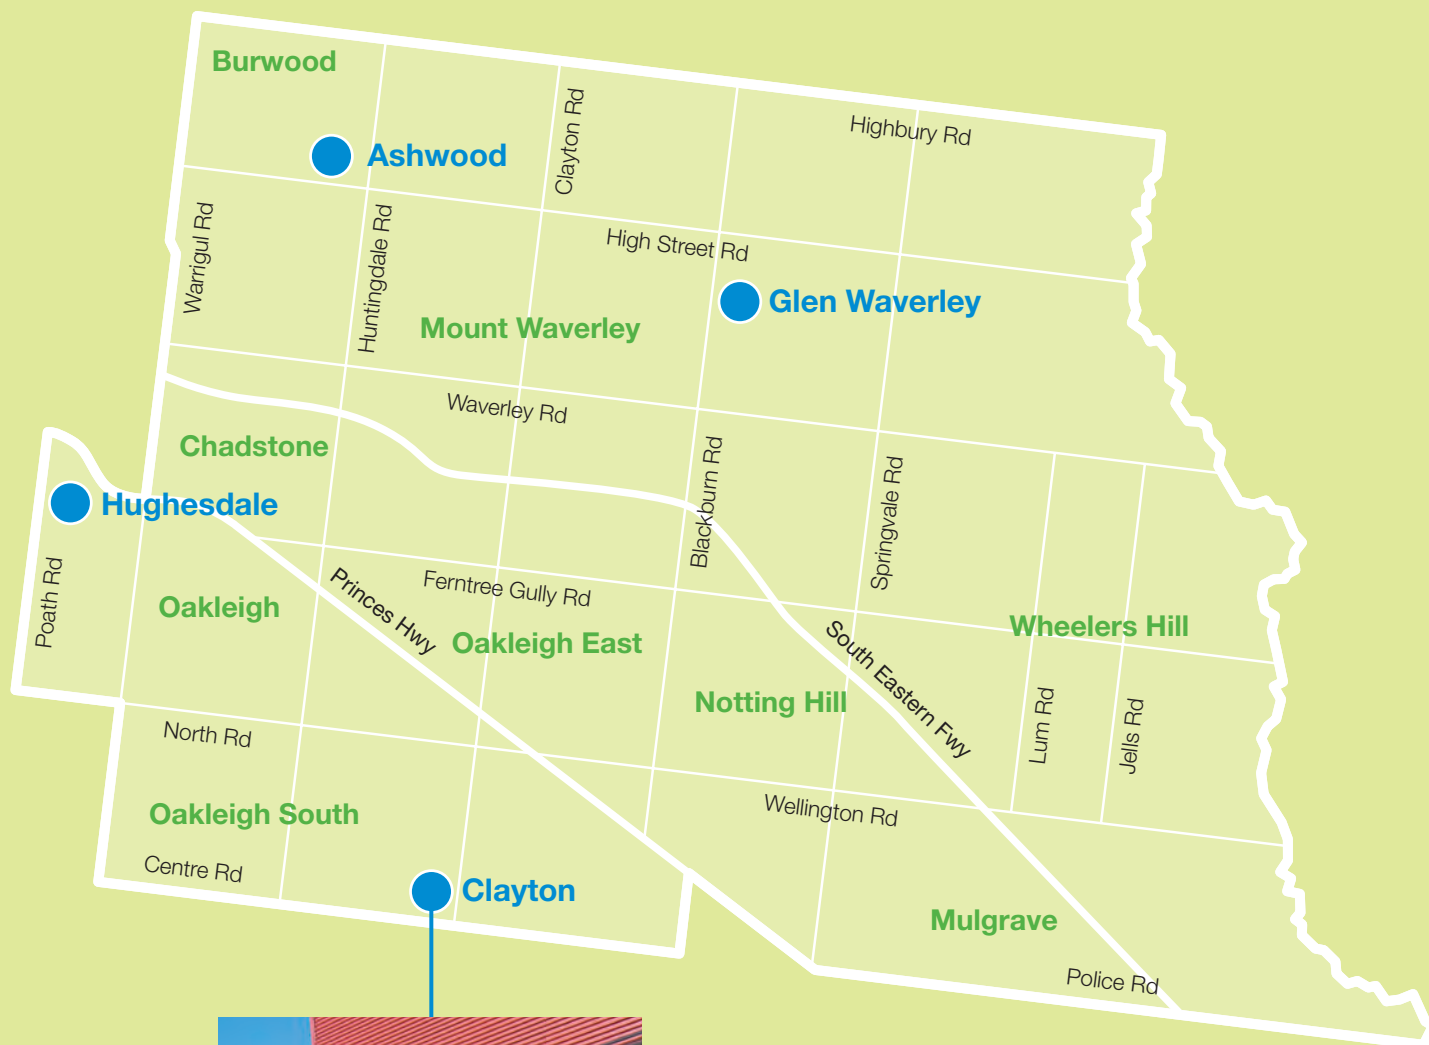 Burwood
Highbury Rd
Clayton Rd
Ashwood
Warrigul Rd
Huntingdale Rd
High Street Rd
Glen Waverley
Mount Waverley
Waverley Rd
Chadstone
Blackburn Rd
Springvale Rd
Hughesdale
Poath Rd
Princes Hwy
Ferntree Gully Rd
Oakleigh
Oakleigh East
South Eastern Fwy
Wheelers Hill
Notting Hill
Lum Rd
Jells Rd
North Rd
Wellington Rd
Oakleigh South
Centre Rd
Clayton
Mulgrave
Police Rd